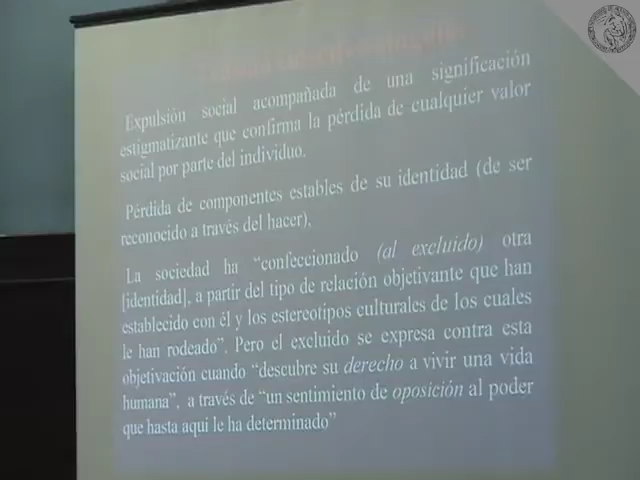 Expulsión social acompañada de una significación
estigmatizante que confirma la pérdida de cualquier valor
social por parte del individuo.
Pérdida de componentes estables de su identidad (de ser
reconocido a través del hacer),
La sociedad ha “confeccionado (al excluido) otra
[identidad], a partir del tipo de relación objetivante que han
establecido con él y los estereotipos culturales de los cuales
le han rodeado”. Pero el excluido se expresa contra esta
objetivación cuando “descubre su derecho a vivir una vida
humana”, a través de “un sentimiento de oposición al poder
que hasta aqui le ha determinado”